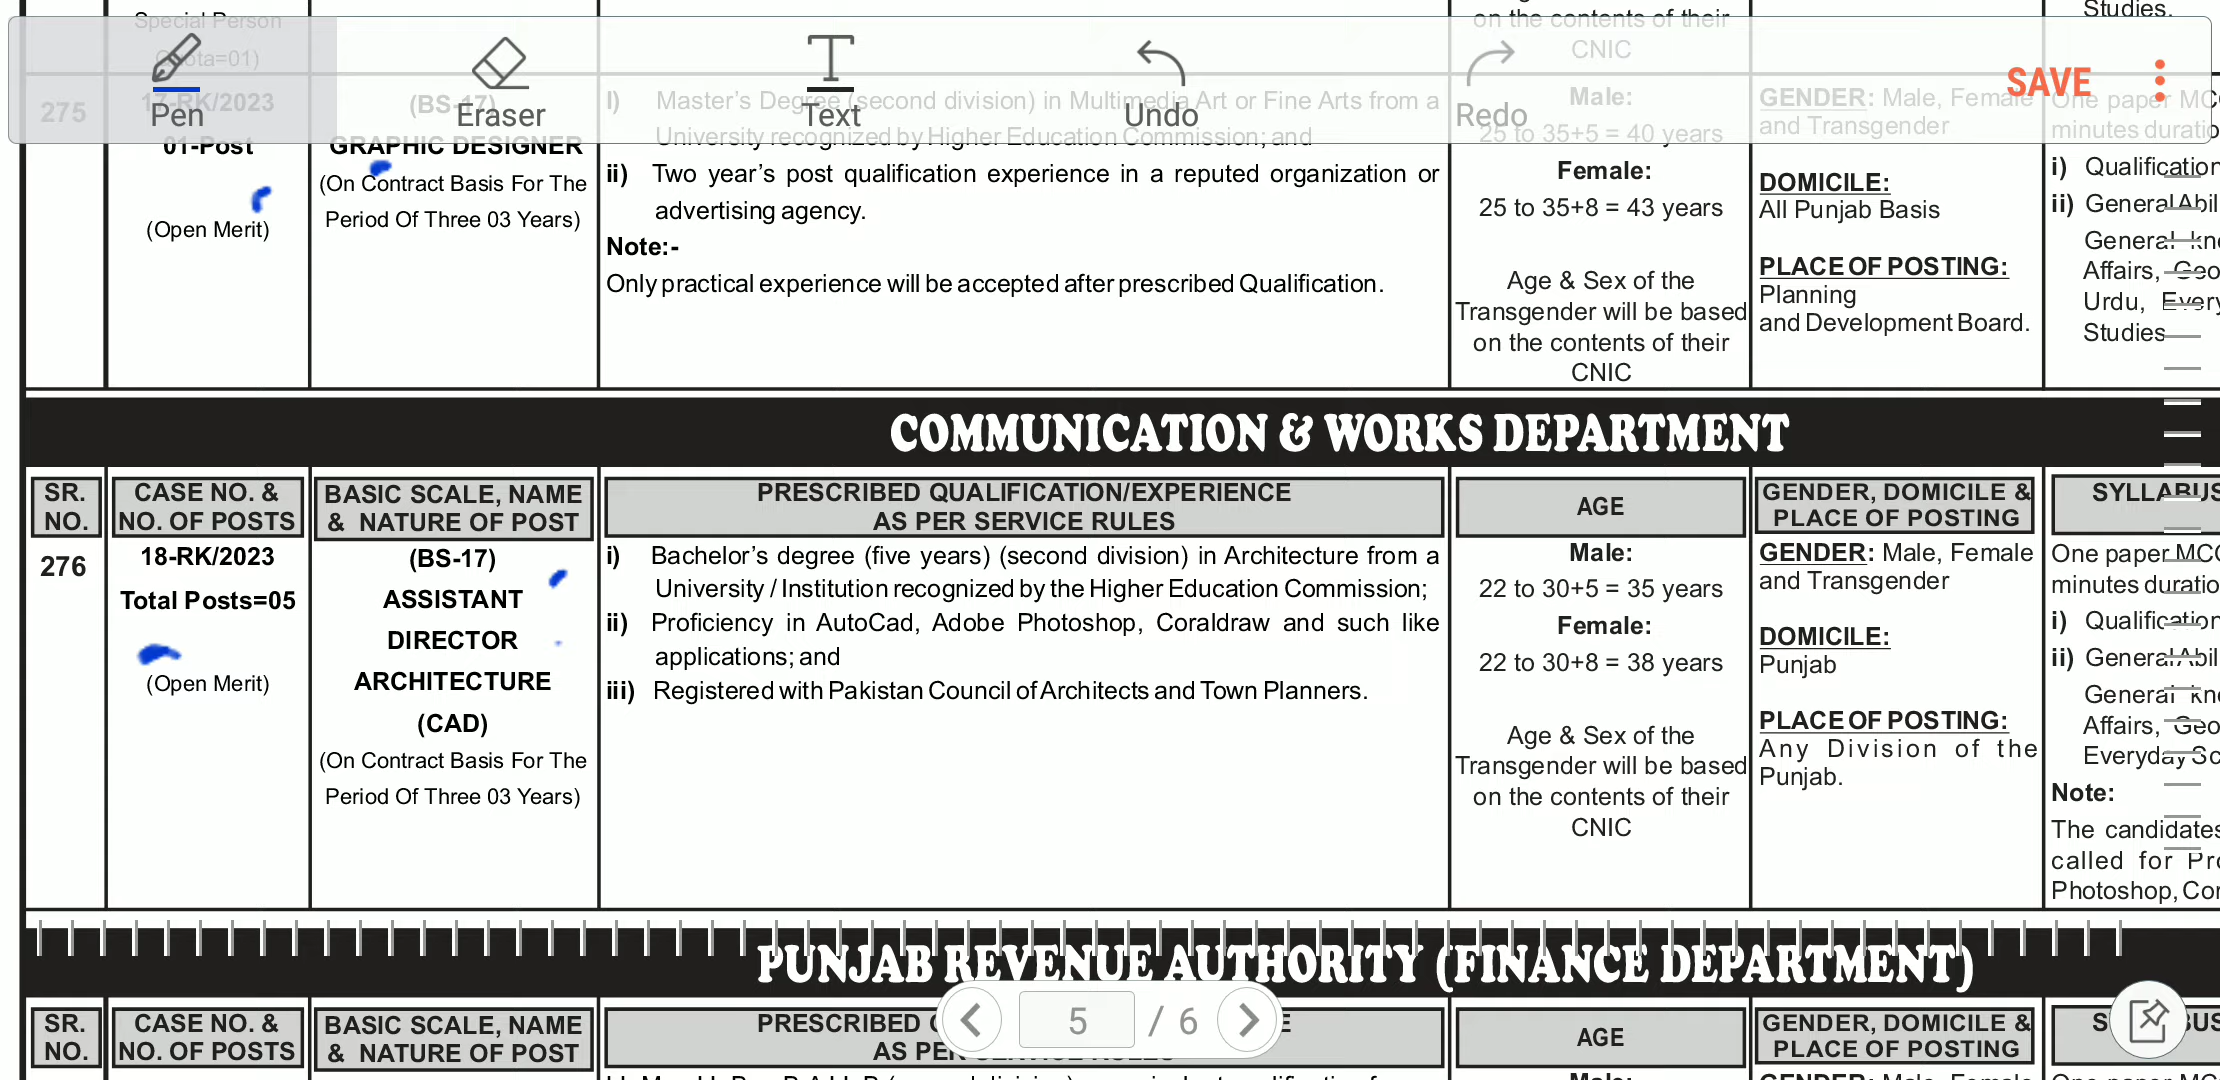 Special Person
on the contents of their
Studies.
CNIC
SAVE
Pen
Eraser
Text
Undo
Redo
275
17-RK/2023
01-Post
(Open Merit)
(BS-17)
GRAPHIC DESIGNER
(On Contract Basis For The
Period Of Three 03 Years)
I) Master's Degree (second division) in Multimedia Art or Fine Arts from a
University recognized by Higher Education Commission; and
ii) Two year's post qualification experience in a reputed organization or
advertising agency.
Note:-
Only practical experience will be accepted after prescribed Qualification.
Male:
25 to 35+5 = 40 years
Female:
25 to 35+8 = 43 years
Age & Sex of the
Transgender will be based
on the contents of their
CNIC
GENDER: Male, Female
and Transgender
DOMICILE:
All Punjab Basis
PLACE OF POSTING:
Planning
and Development Board.
One paper
minutes
i) Qualification
ii) General
General
Affairs,
Urdu,
Studies
COMMUNICATION & WORKS DEPARTMENT
SR.
NO.
CASE NO. &
NO. OF POSTS
BASIC SCALE, NAME
& NATURE OF POST
PRESCRIBED QUALIFICATION/EXPERIENCE
AS PER SERVICE RULES
AGE
GENDER, DOMICILE &
PLACE OF POSTING
SYLLABUS
276
18-RK/2023
Total Posts=05
(Open Merit)
(BS-17)
ASSISTANT
DIRECTOR
ARCHITECTURE
(CAD)
(On Contract Basis For The
Period Of Three 03 Years)
i) Bachelor's degree (five years) (second division) in Architecture from a
University / Institution recognized by the Higher Education Commission;
ii) Proficiency in AutoCad, Adobe Photoshop, Coraldraw and such like
applications; and
iii) Registered with Pakistan Council of Architects and Town Planners.
Male:
22 to 30+5 = 35 years
Female:
22 to 30+8 = 38 years
Age & Sex of the
Transgender will be based
on the contents of their
CNIC
GENDER: Male, Female
and Transgender
DOMICILE:
Punjab
PLACE OF POSTING:
Any Division of the
Punjab.
One paper
minutes
i) Qualification
ii) General
General
Affairs,
Everyday
Note:
The candidates
called for
Photoshop,
PUNJAB REVENUE AUTHORITY (FINANCE DEPARTMENT)
SR.
NO.
CASE NO. &
NO. OF POSTS
BASIC SCALE, NAME
& NATURE OF POST
PRESCRIBED
AS PER
AGE
GENDER, DOMICILE &
PLACE OF POSTING
5 / 6